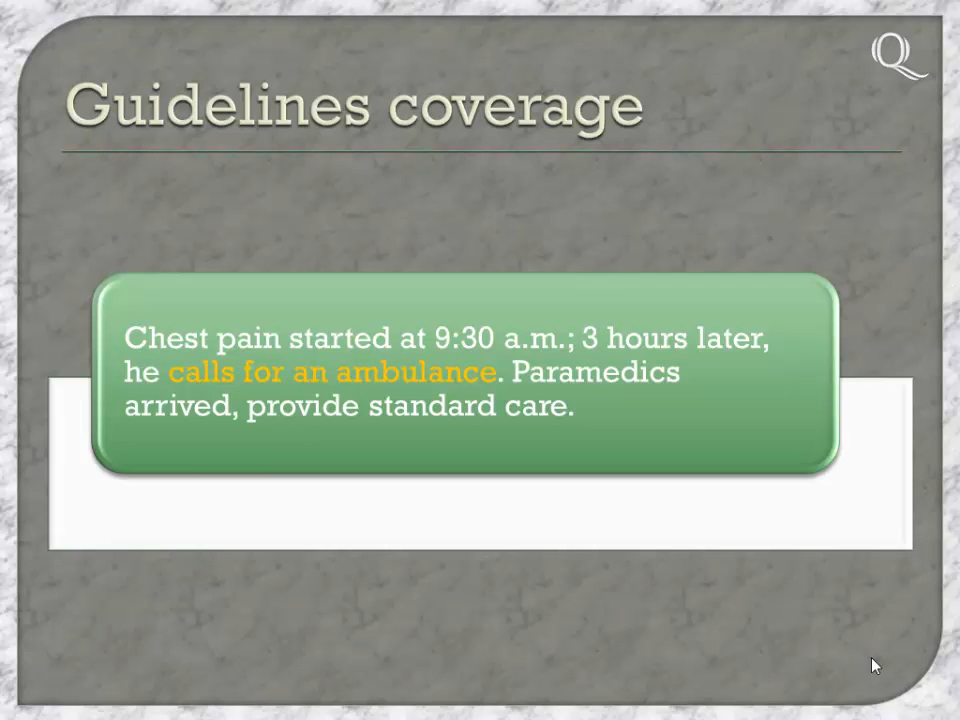 Q
Guidelines coverage
Chest pain started at 9:30 a.m.; 3 hours later,
he calls for an ambulance. Paramedics
arrived, provide standard care.